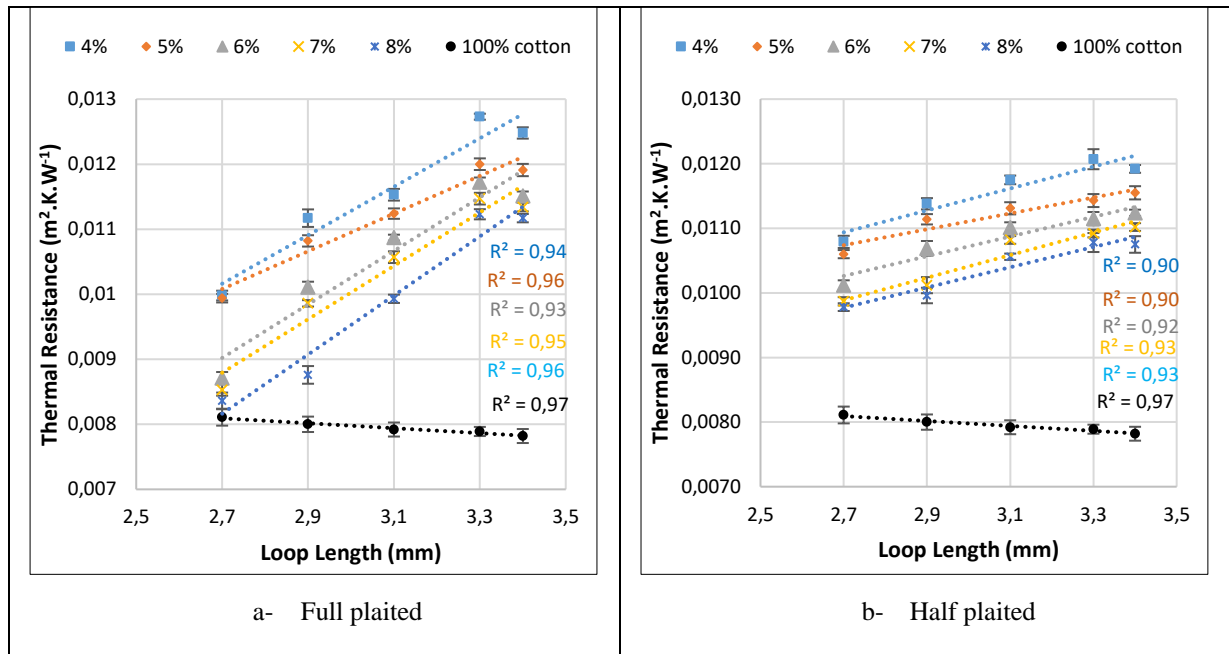 4% 5% 6% 7% 8% 100% cotton
Thermal Resistance (m².K.W⁻¹)
0,013
0,012
0,011
0,01
0,009
0,008
0,007
R² = 0,94
R² = 0,96
R² = 0,93
R² = 0,95
R² = 0,96
R² = 0,97
2,5 2,7 2,9 3,1 3,3 3,5
Loop Length (mm)
a- Full plaited
4% 5% 6% 7% 8% 100% cotton
Thermal Resistance (m².K.W⁻¹)
0,0130
0,0120
0,0110
0,0100
0,0090
0,0080
0,0070
R² = 0,90
R² = 0,90
R² = 0,92
R² = 0,93
R² = 0,93
R² = 0,97
2,5 2,7 2,9 3,1 3,3 3,5
Loop Length (mm)
b- Half plaited